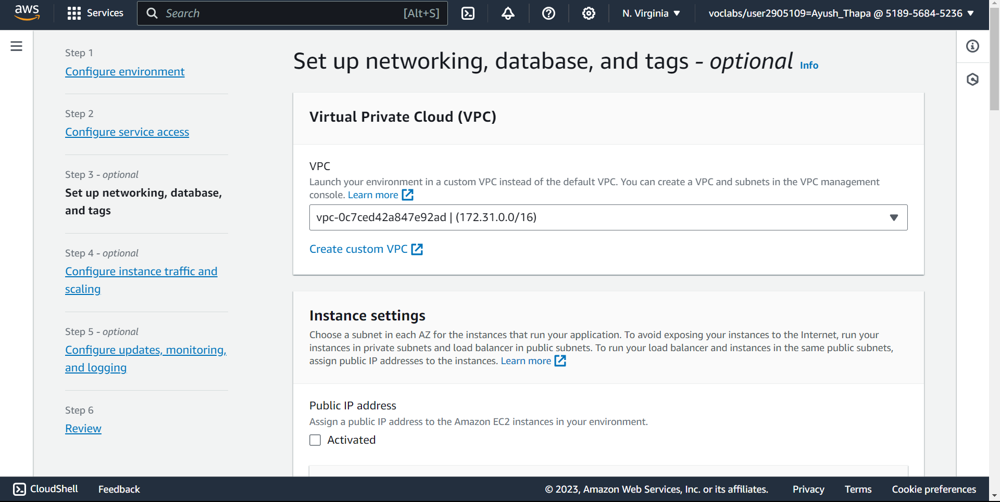 aws
Services
Search
[Alt+S]
N. Virginia
voclabs/user2905109=Ayush_Thapa @ 5189-5684-5236
Step 1
Configure environment
Step 2
Configure service access
Step 3 - optional
Set up networking, database,
and tags
Step 4 - optional
Configure instance traffic and
scaling
Step 5 - optional
Configure updates, monitoring,
and logging
Step 6
Review
Set up networking, database, and tags - optional Info
Virtual Private Cloud (VPC)
VPC
Launch your environment in a custom VPC instead of the default VPC. You can create a VPC and subnets in the VPC management
console. Learn more
vpc-0c7ced42a847e92ad | (172.31.0.0/16)
Create custom VPC
Instance settings
Choose a subnet in each AZ for the instances that run your application. To avoid exposing your instances to the Internet, run your
instances in private subnets and load balancer in public subnets. To run your load balancer and instances in the same public subnets,
assign public IP addresses to the instances. Learn more
Public IP address
Assign a public IP address to the Amazon EC2 instances in your environment.
Activated
CloudShell
Feedback
© 2023, Amazon Web Services, Inc. or its affiliates.
Privacy
Terms
Cookie preferences